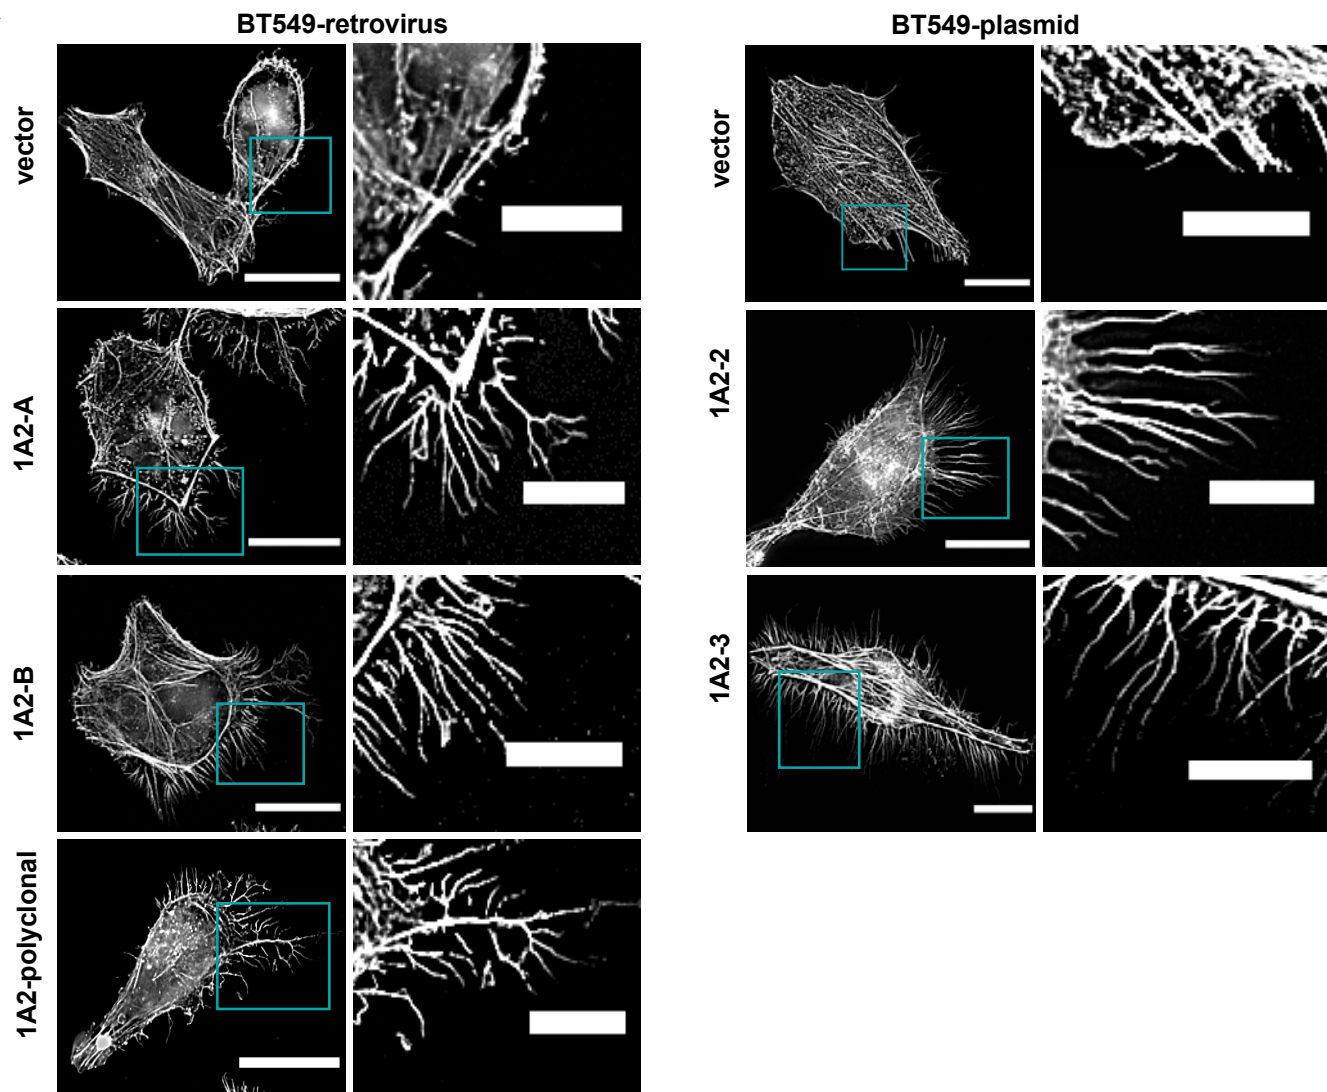 BT549-retrovirus
BT549-plasmid
vector
1A2-A
1A2-B
1A2-polyclonal
vector
1A2-2
1A2-3